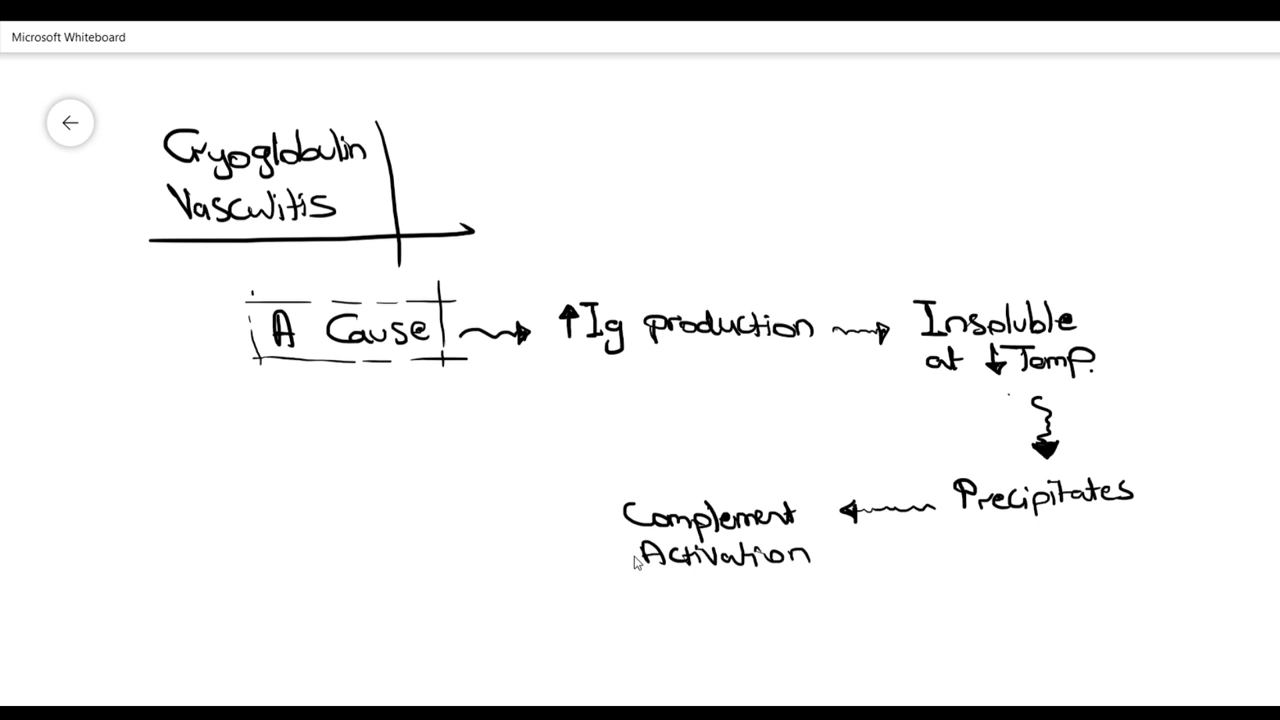 Microsoft Whiteboard
Cryoglobulin
Vasculitis
A Cause
↑Ig production
Insoluble
at ↓ Temp.
Precipitates
Complement
Activation